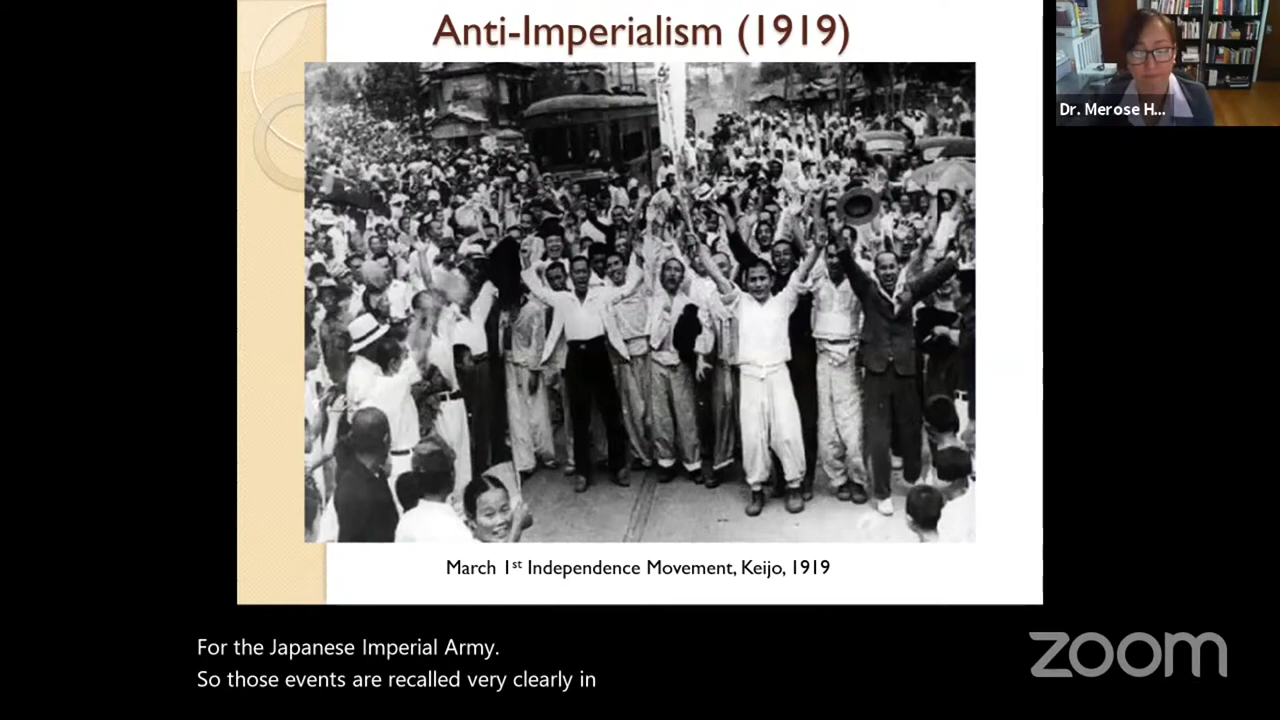 Anti-Imperialism (1919)
Dr. Merose H...
March 1st Independence Movement, Keijo, 1919
For the Japanese Imperial Army.
So those events are recalled very clearly in
zoom